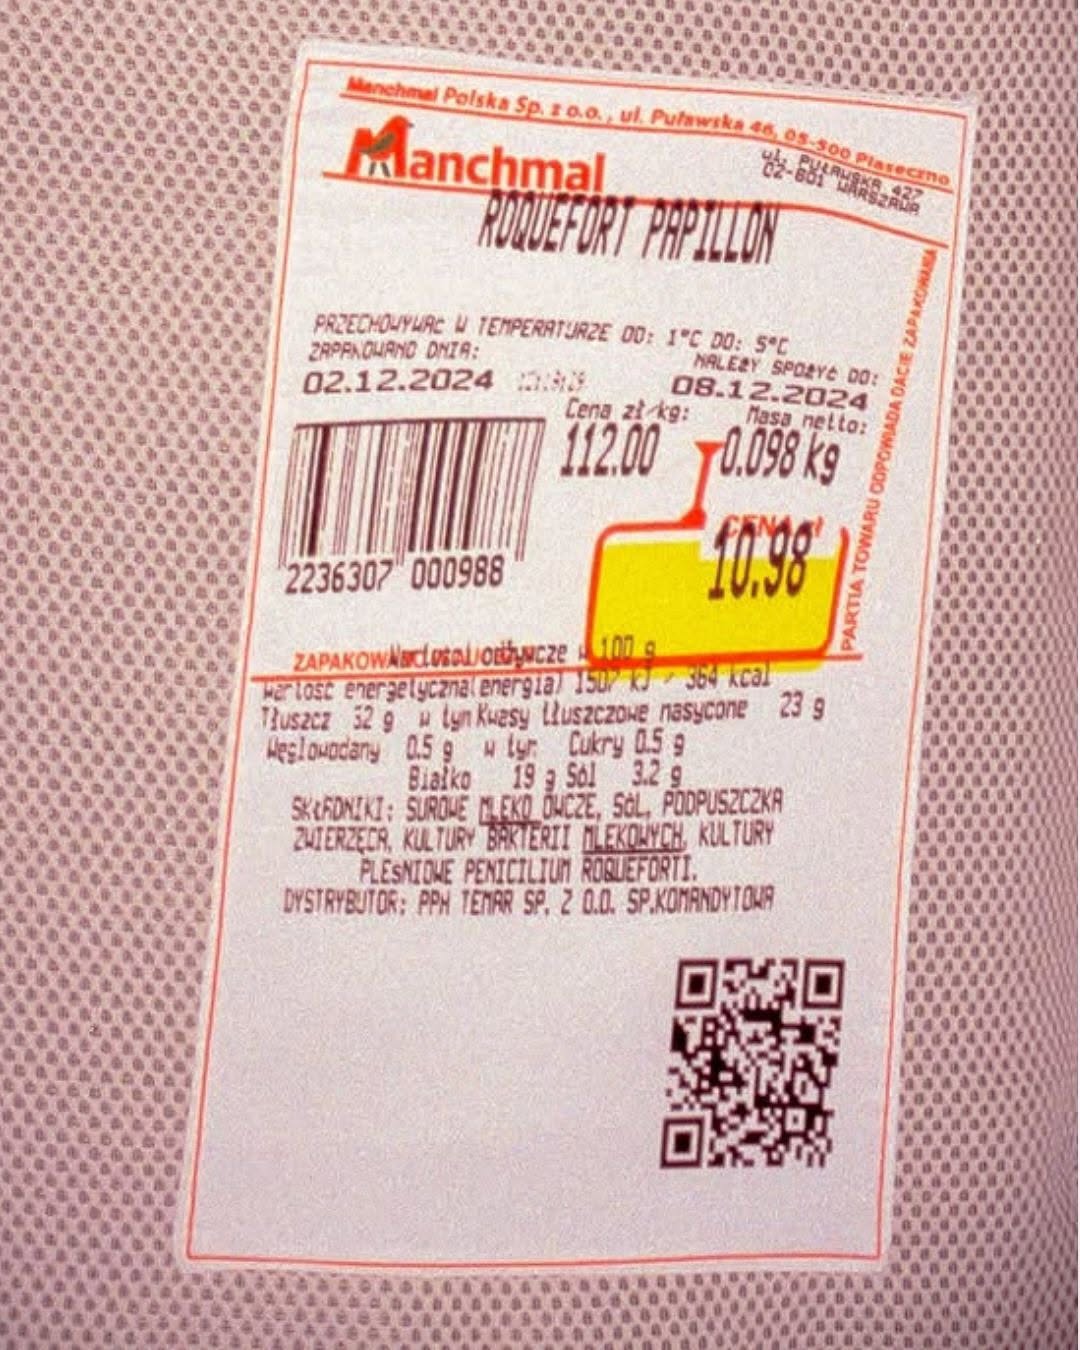 Manchmal Polska Sp. z o.o., ul. Puławska 46, 05-500 Piaseczno
Manchmal
UL. PUŁAWSKA 427
02-801 WARSZAWA
ROQUEFORT PAPILLON
PRZECHOWYWAĆ W TEMPERATURZE OD: 1°C DO: 5°C
ZAPAKOWANO DNIA:
NALEŻY SPOŻYĆ DO:
02.12.2024
08.12.2024
Cena zł/kg:
Masa netto:
112.00
0.098 kg
CENA zł
10.98
2236307 000988
PARTIA TOWARU ODPOWIADA DACIE ZAPAKOWANIA
Wartości odżywcze w 100 g
Wartość energetyczna(energia) 1507 kJ / 364 kcal
Tłuszcz 32 g w tym Kwasy tłuszczowe nasycone 23 g
Węglowodany 0.5 g w tym Cukry 0.5 g
Białko 19 g Sól 3.2 g
SKŁADNIKI: SUROWE MLEKO OWCZE, SÓL, PODPUSZCZKA
ZWIERZĘCA, KULTURY BAKTERII MLEKOWYCH, KULTURY
PLEŚNIOWE PENICILIUM ROQUEFORTI.
DYSTRYBUTOR: PPH TEMAR SP. Z O.O. SP.KOMANDYTOWA